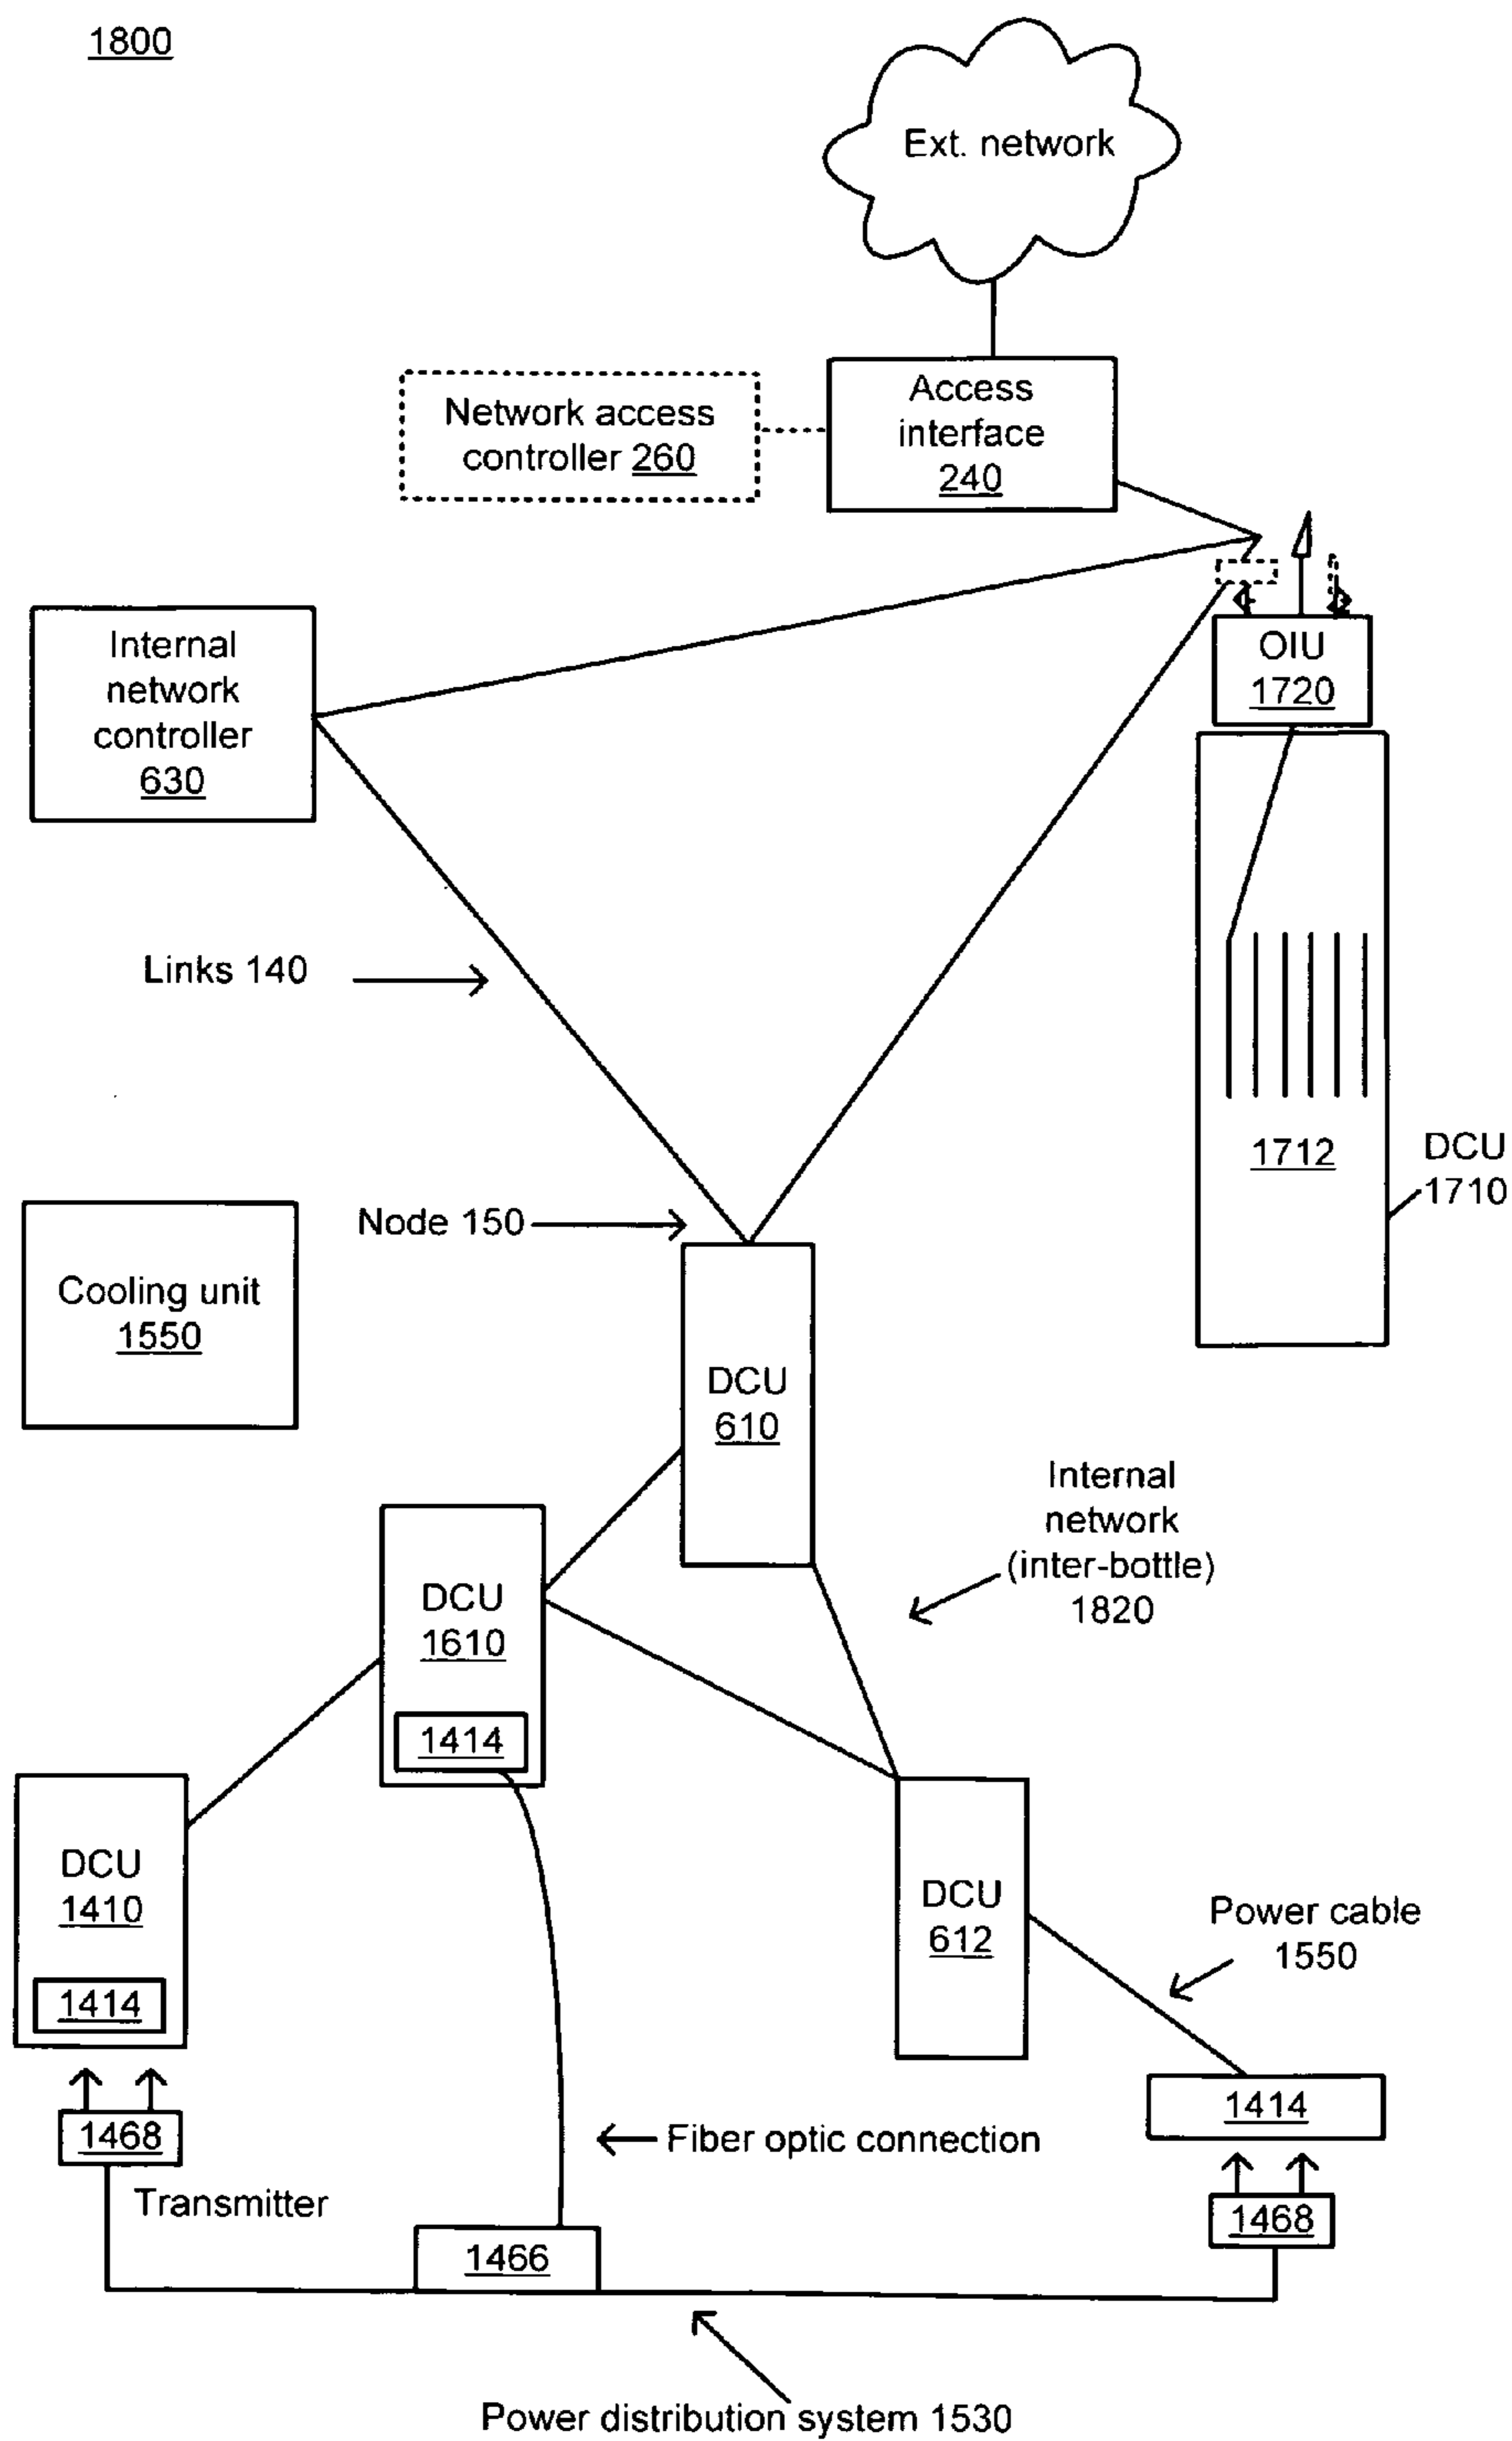 1800
Ext. network
Network access
controller 260
Access
interface
240
Internal
network
controller
630
OIU
1720
Links 140
1712
DCU
1710
Node 150
Cooling unit
1550
DCU
610
Internal
network
(inter-bottle)
1820
DCU
1610
1414
DCU
1410
1414
DCU
612
Power cable
1550
1414
1468
Fiber optic connection
Transmitter
1468
1466
Power distribution system 1530